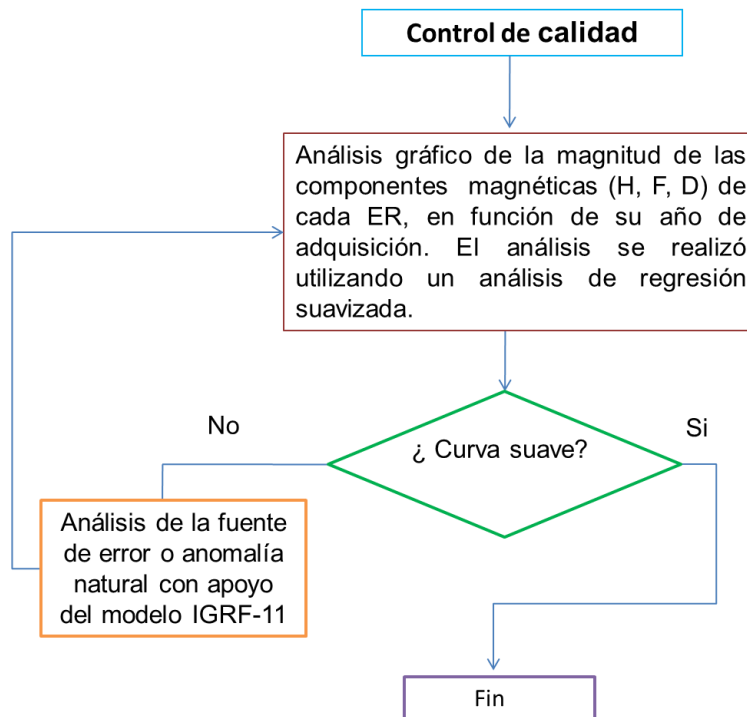 Control de calidad
Análisis gráfico de la magnitud de las
componentes magnéticas (H, F, D) de
cada ER, en función de su año de
adquisición. El análisis se realizó
utilizando un análisis de regresión
suavizada.
No
Si
¿ Curva suave?
Análisis de la fuente
de error o anomalía
natural con apoyo
del modelo IGRF-11
Fin